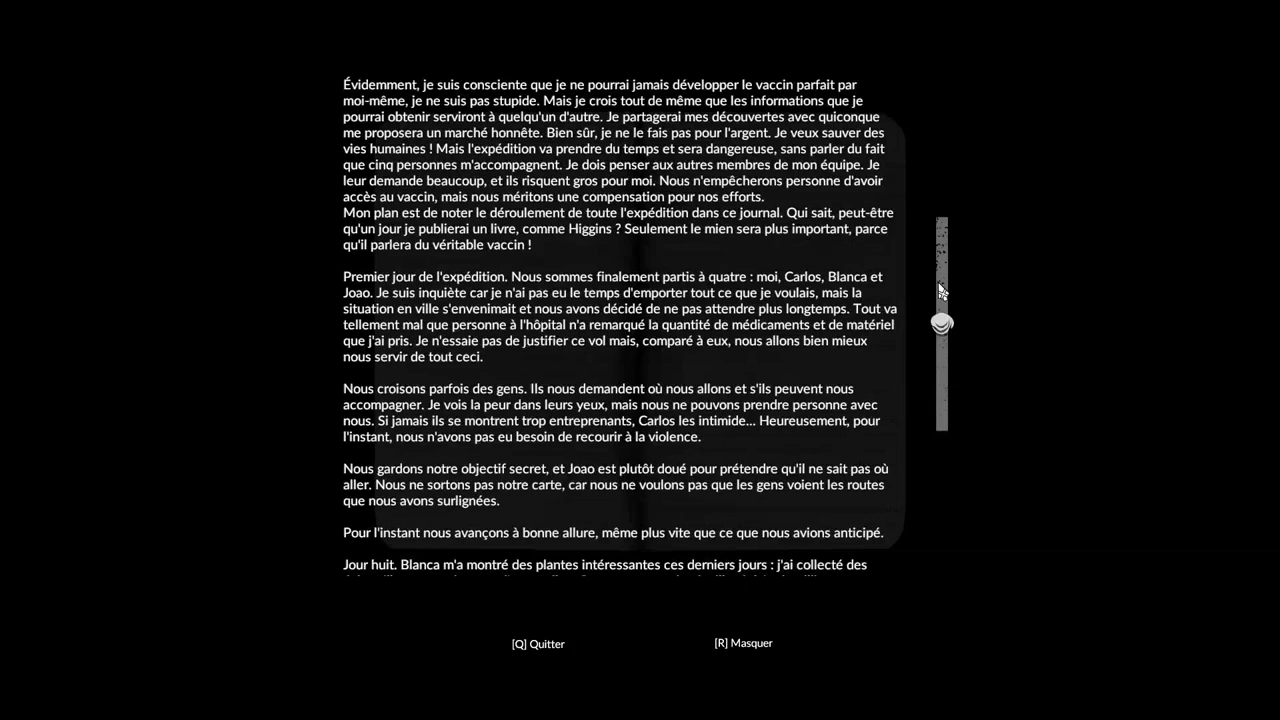 Évidemment, je suis consciente que je ne pourrai jamais développer le vaccin parfait par
moi-même, je ne suis pas stupide. Mais je crois tout de même que les informations que je
pourrai obtenir serviront à quelqu'un d'autre. Je partagerai mes découvertes avec quiconque
me proposera un marché honnête. Bien sûr, je ne le fais pas pour l'argent. Je veux sauver des
vies humaines ! Mais l'expédition va prendre du temps et sera dangereuse, sans parler du fait
que cinq personnes m'accompagnent. Je dois penser aux autres membres de mon équipe. Je
leur demande beaucoup, et ils risquent gros pour moi. Nous n'empêcherons personne d'avoir
accès au vaccin, mais nous méritons une compensation pour nos efforts.
Mon plan est de noter le déroulement de toute l'expédition dans ce journal. Qui sait, peut-être
qu'un jour je publierai un livre, comme Higgins ? Seulement le mien sera plus important, parce
qu'il parlera du véritable vaccin !
Premier jour de l'expédition. Nous sommes finalement partis à quatre : moi, Carlos, Blanca et
Joao. Je suis inquiète car je n'ai pas eu le temps d'emporter tout ce que je voulais, mais la
situation en ville s'envenimait et nous avons décidé de ne pas attendre plus longtemps. Tout va
tellement mal que personne à l'hôpital n'a remarqué la quantité de médicaments et de matériel
que j'ai pris. Je n'essaie pas de justifier ce vol mais, comparé à eux, nous allons bien mieux
nous servir de tout ceci.
Nous croisons parfois des gens. Ils nous demandent où nous allons et s'ils peuvent nous
accompagner. Je vois la peur dans leurs yeux, mais nous ne pouvons prendre personne avec
nous. Si jamais ils se montrent trop entreprenants, Carlos les intimide... Heureusement, pour
l'instant, nous n'avons pas eu besoin de recourir à la violence.
Nous gardons notre objectif secret, et Joao est plutôt doué pour prétendre qu'il ne sait pas où
aller. Nous ne sortons pas notre carte, car nous ne voulons pas que les gens voient les routes
que nous avons surlignées.
Pour l'instant nous avançons à bonne allure, même plus vite que ce que nous avions anticipé.
Jour huit. Blanca m'a montré des plantes intéressantes ces derniers jours : j'ai collecté des
[Q] Quitter
[R] Masquer